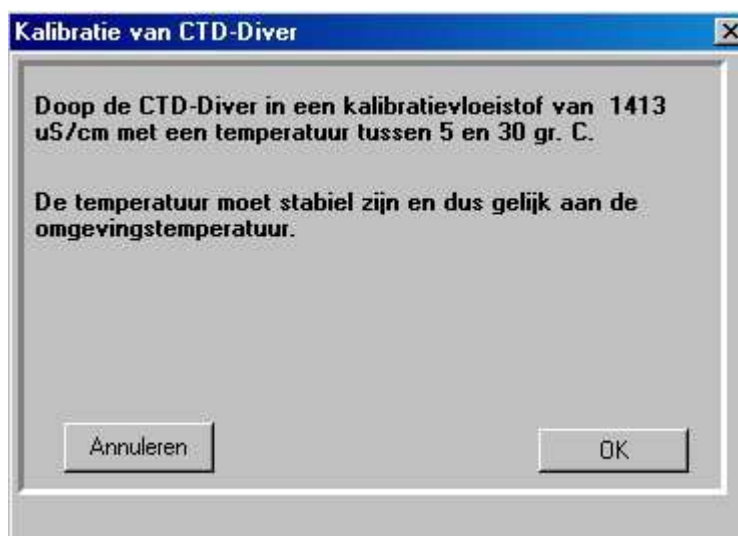 Kalibratie van CTD-Diver
Doop de CTD-Diver in een kalibratievloeistof van 1413
uS/cm met een temperatuur tussen 5 en 30 gr. C.
De temperatuur moet stabiel zijn en dus gelijk aan de
omgevingstemperatuur.
Annuleren
OK